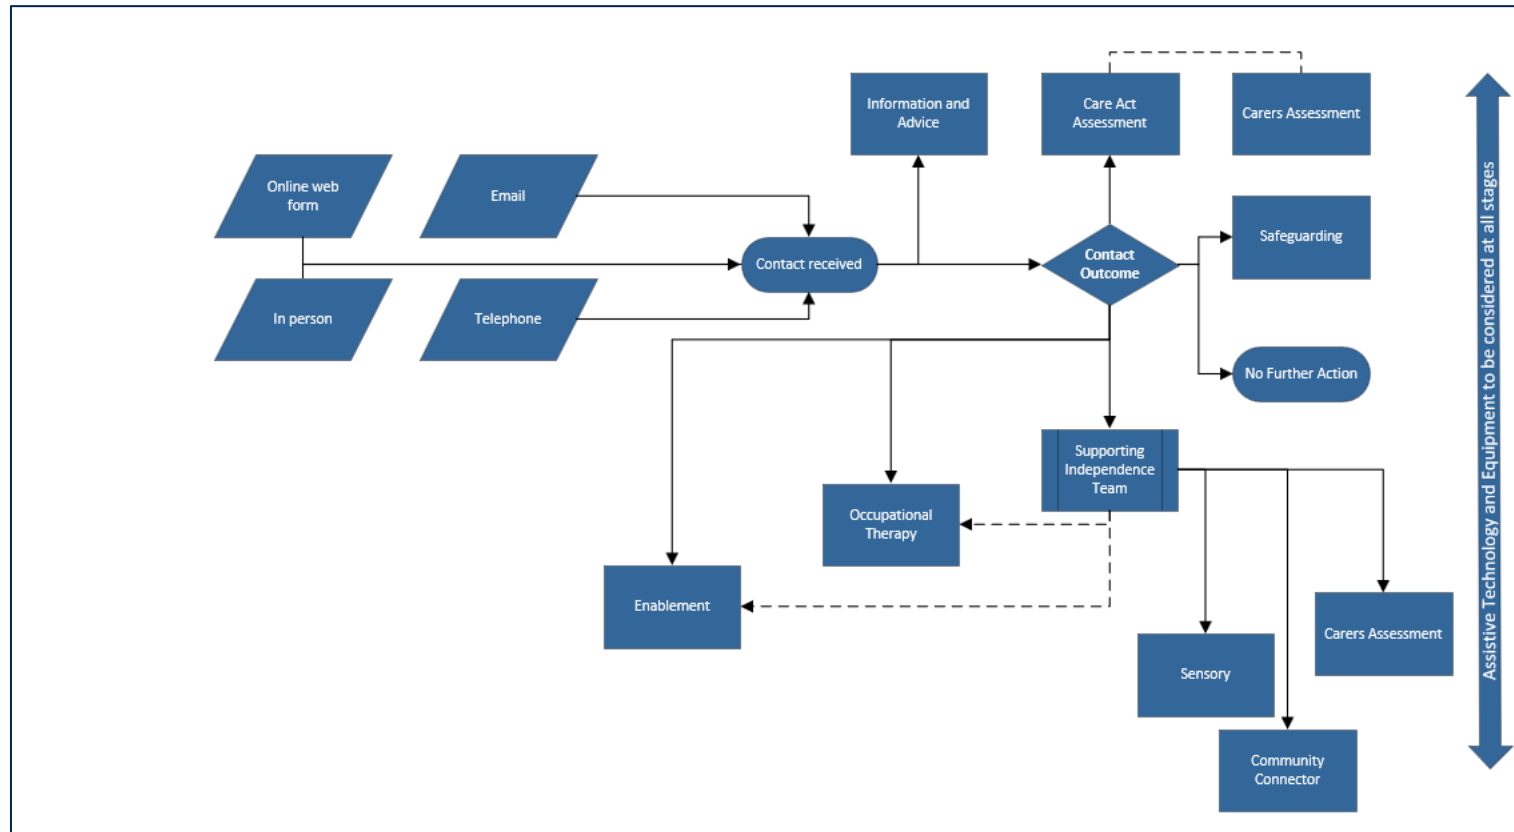 Information and
Advice
Care Act
Assessment
Carers Assessment
Online web
form
Email
Contact received
Contact
Outcome
Safeguarding
In person
Telephone
No Further Action
Supporting
Independence
Team
Occupational
Therapy
Enablement
Sensory
Carers Assessment
Community
Connector
Assistive Technology and Equipment to be considered at all stages